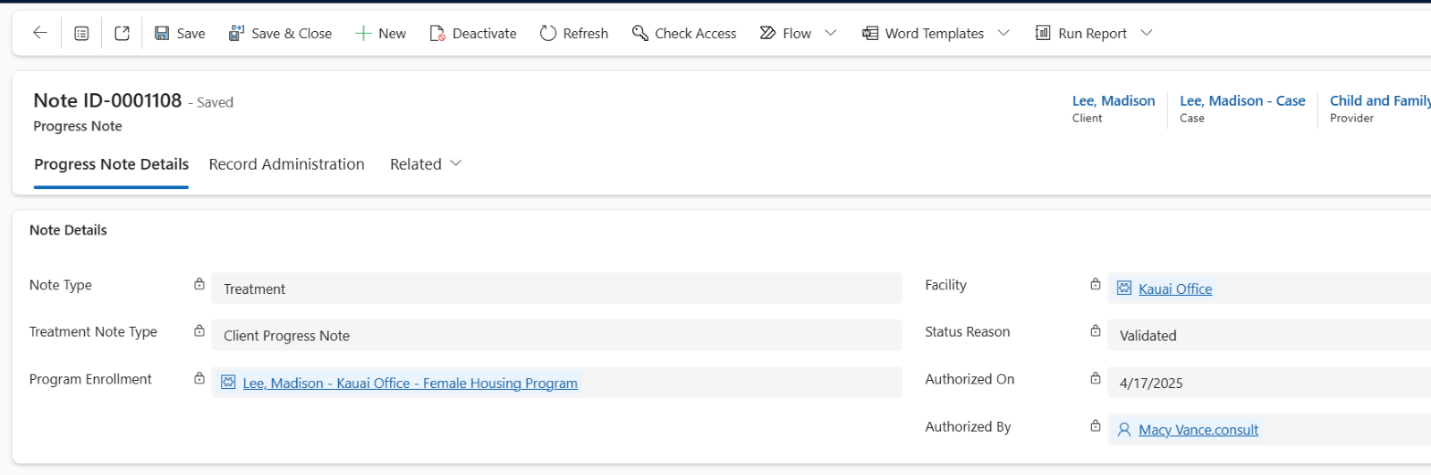 Save Save & Close New Deactivate Refresh Check Access Flow Word Templates Run Report
Note ID-0001108 - Saved
Progress Note
Lee, Madison
Client
Lee, Madison - Case
Case
Child and Family
Provider
Progress Note Details Record Administration Related
Note Details
Note Type Treatment
Facility Kauai Office
Treatment Note Type Client Progress Note
Status Reason Validated
Program Enrollment Lee, Madison - Kauai Office - Female Housing Program
Authorized On 4/17/2025
Authorized By Macy Vance.consult